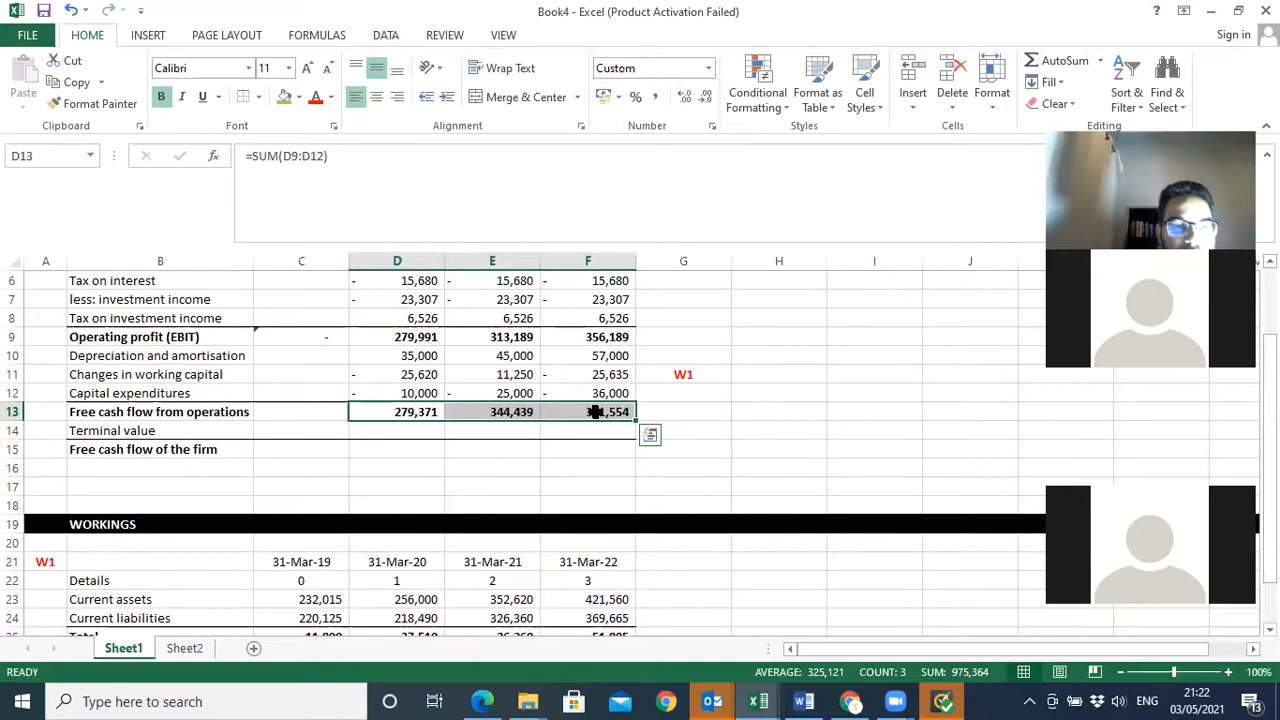 Book4 - Excel (Product Activation Failed)
FILE HOME INSERT PAGE LAYOUT FORMULAS DATA REVIEW VIEW Sign in
Cut
Copy
Format Painter
Paste
Clipboard
Calibri 11
B I U
Font
Wrap Text
Merge & Center
Alignment
Custom
%
Number
Conditional Formatting
Format as Table
Cell Styles
Styles
Insert Delete Format
Cells
AutoSum
Fill
Clear
Sort & Filter
Find & Select
Editing
D13 fx =SUM(D9:D12)
A B C D E F G H I J
6 Tax on interest - 15,680 - 15,680 - 15,680
7 less: investment income - 23,307 - 23,307 - 23,307
8 Tax on investment income 6,526 6,526 6,526
9 Operating profit (EBIT) - 279,991 313,189 356,189
10 Depreciation and amortisation 35,000 45,000 57,000
11 Changes in working capital - 25,620 11,250 - 25,635 W1
12 Capital expenditures - 10,000 - 25,000 - 36,000
13 Free cash flow from operations 279,371 344,439
14 Terminal value
15 Free cash flow of the firm
16
17
18
19 WORKINGS
20
21 W1 31-Mar-19 31-Mar-20 31-Mar-21 31-Mar-22
22 Details 0 1 2 3
23 Current assets 232,015 256,000 352,620 421,560
24 Current liabilities 220,125 218,490 326,360 369,665
Sheet1 Sheet2
READY AVERAGE: 325,121 COUNT: 3 SUM: 975,364 100%
Type here to search
ENG
21:22
03/05/2021
13